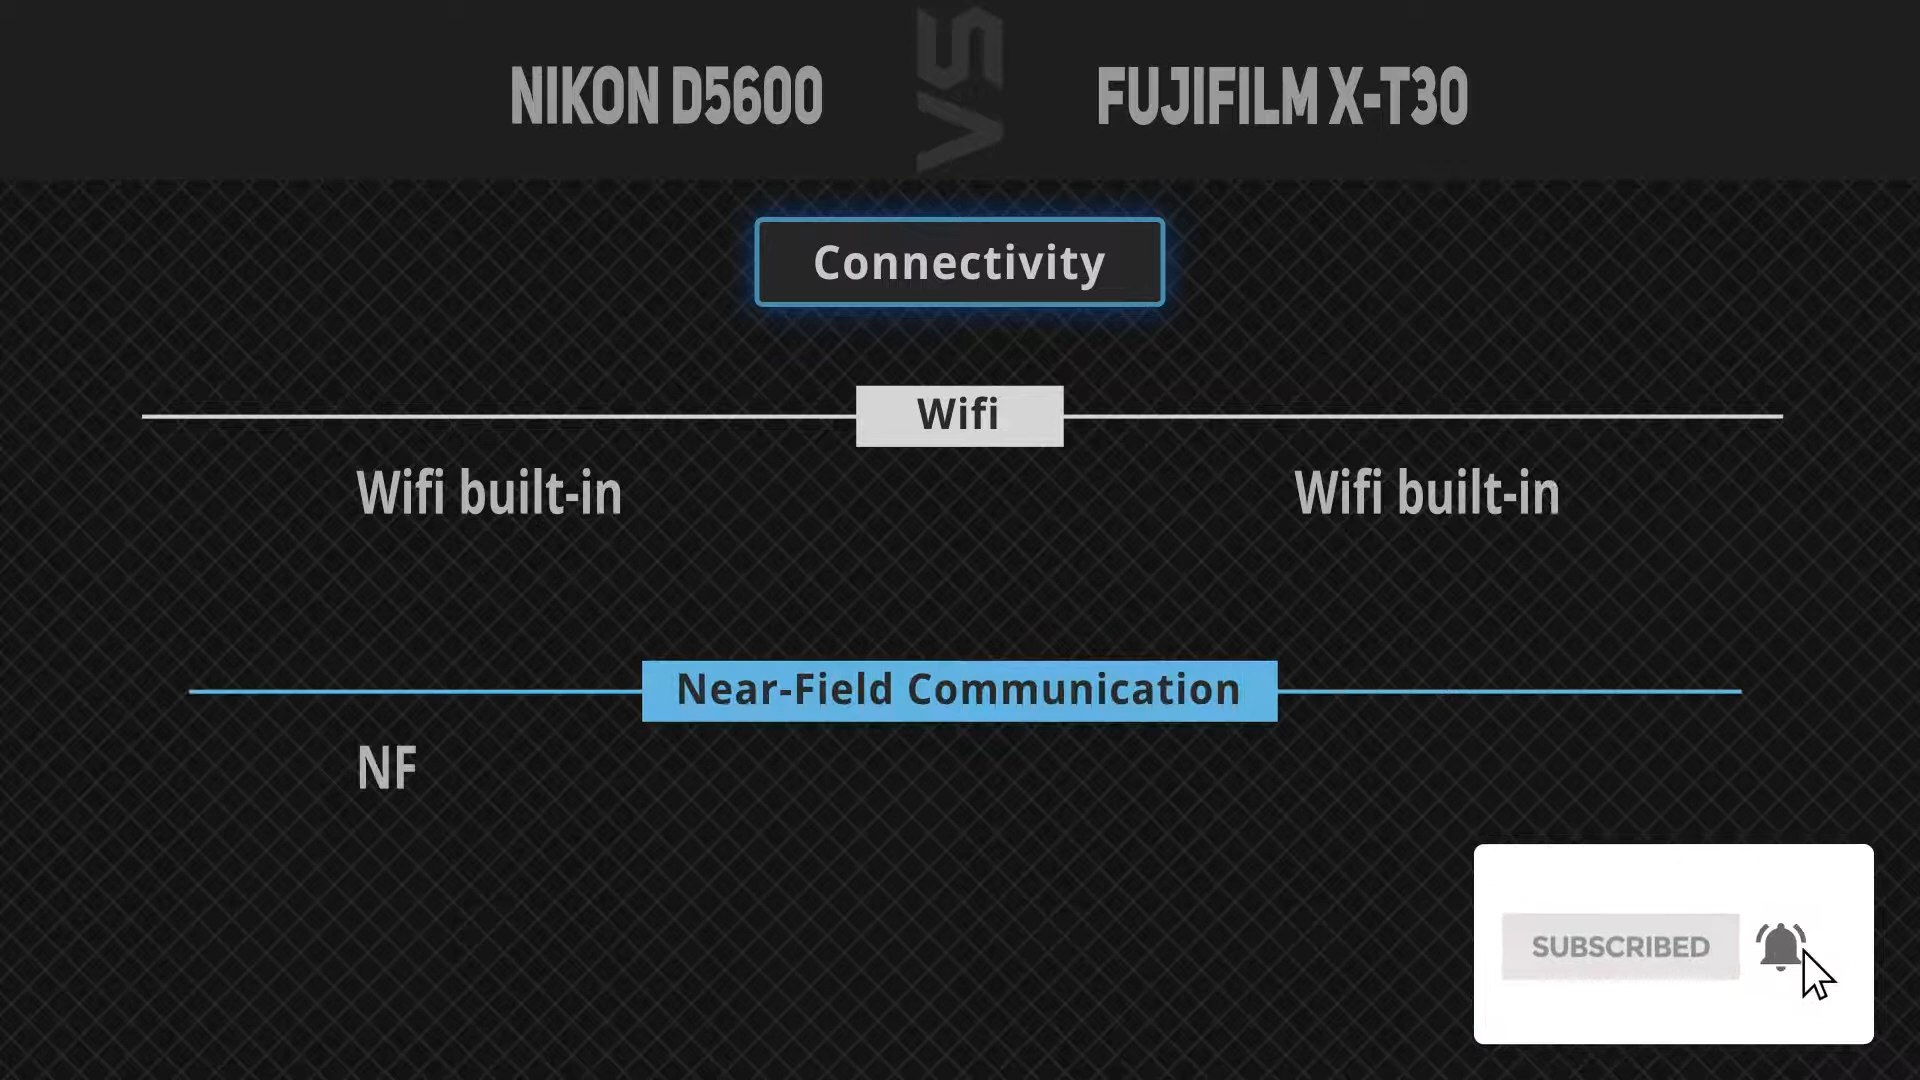 NIKON D5600 VS FUJIFILM X-T30
Connectivity
Wifi
Wifi built-in Wifi built-in
Near-Field Communication
NF
SUBSCRIBED